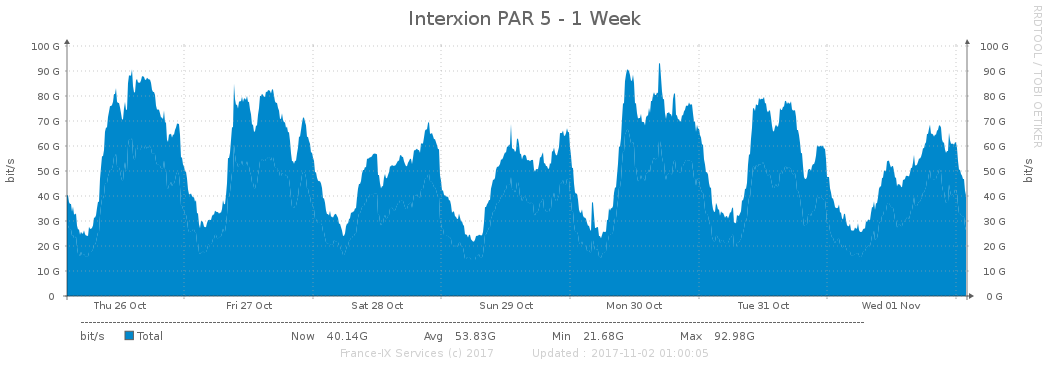 Interxion PAR 5 - 1 Week
RRDTOOL / TOBI OETIKER
100 G 100 G
90 G 90 G
80 G 80 G
70 G 70 G
60 G 60 G
50 G 50 G
40 G 40 G
30 G 30 G
20 G 20 G
10 G 10 G
0 0 G
bit/s bit/s
Thu 26 Oct Fri 27 Oct Sat 28 Oct Sun 29 Oct Mon 30 Oct Tue 31 Oct Wed 01 Nov
bit/s Total Now 40.14G Avg 53.83G Min 21.68G Max 92.98G
France-IX Services (c) 2017 Updated : 2017-11-02 01:00:05